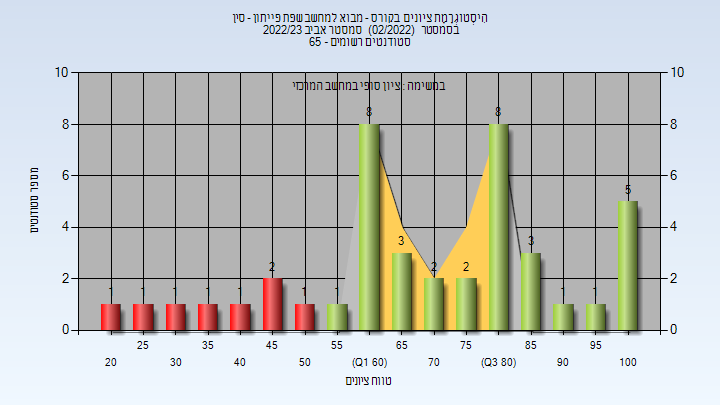 היסטוגרמת ציונים בקורס - מבוא למחשב שפת פייתון - סין
בסמסטר (02/2022) סמסטר אביב 2022/23
סטודנטים רשומים - 65
במשימה : ציון סופי במחשב המרכזי
10 10
8 8
6 6
4 4
2 2
0 0
8 8
5
3 3
2 2 2
1 1 1 1 1 1 1 1 1
מספר סטודנטים
25 35 45 55 65 75 85 95
20 30 40 50 (Q1 60) 70 (Q3 80) 90 100
טווח ציונים